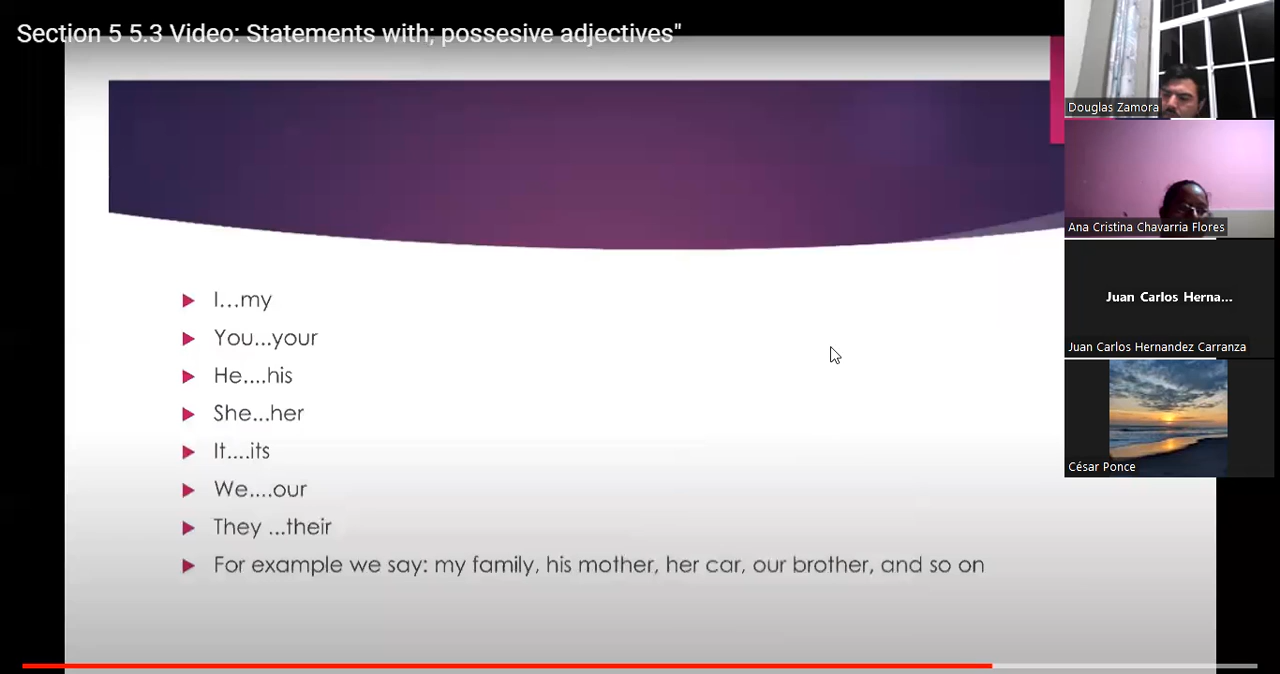 Section 5 5.3 Video: Statements with; possesive adjectives"
I...my
You...your
He....his
She...her
It....its
We....our
They ...their
For example we say: my family, his mother, her car, our brother, and so on
Douglas Zamora
Ana Cristina Chavarria Flores
Juan Carlos Herna...
Juan Carlos Hernandez Carranza
César Ponce